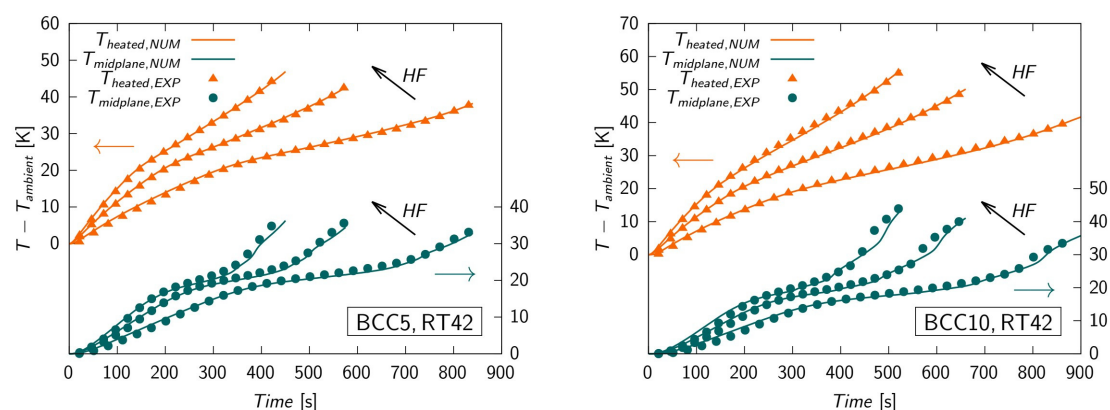 60
50
40
30
20
10
0
T − T_ambient [K]
T_heated,NUM
T_midplane,NUM
T_heated,EXP
T_midplane,EXP
HF
HF
40
30
20
10
0
BCC5, RT42
0 100 200 300 400 500 600 700 800 900
Time [s]
70
60
50
40
30
20
10
0
T − T_ambient [K]
T_heated,NUM
T_midplane,NUM
T_heated,EXP
T_midplane,EXP
HF
HF
50
40
30
20
10
0
BCC10, RT42
0 100 200 300 400 500 600 700 800 900
Time [s]